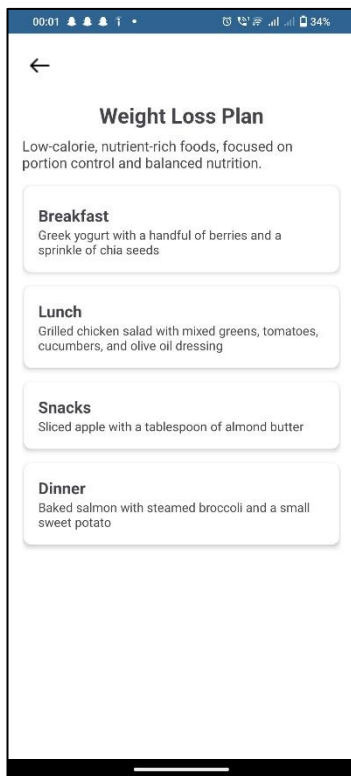 00:01 34%
Weight Loss Plan
Low-calorie, nutrient-rich foods, focused on
portion control and balanced nutrition.
Breakfast
Greek yogurt with a handful of berries and a
sprinkle of chia seeds
Lunch
Grilled chicken salad with mixed greens, tomatoes,
cucumbers, and olive oil dressing
Snacks
Sliced apple with a tablespoon of almond butter
Dinner
Baked salmon with steamed broccoli and a small
sweet potato